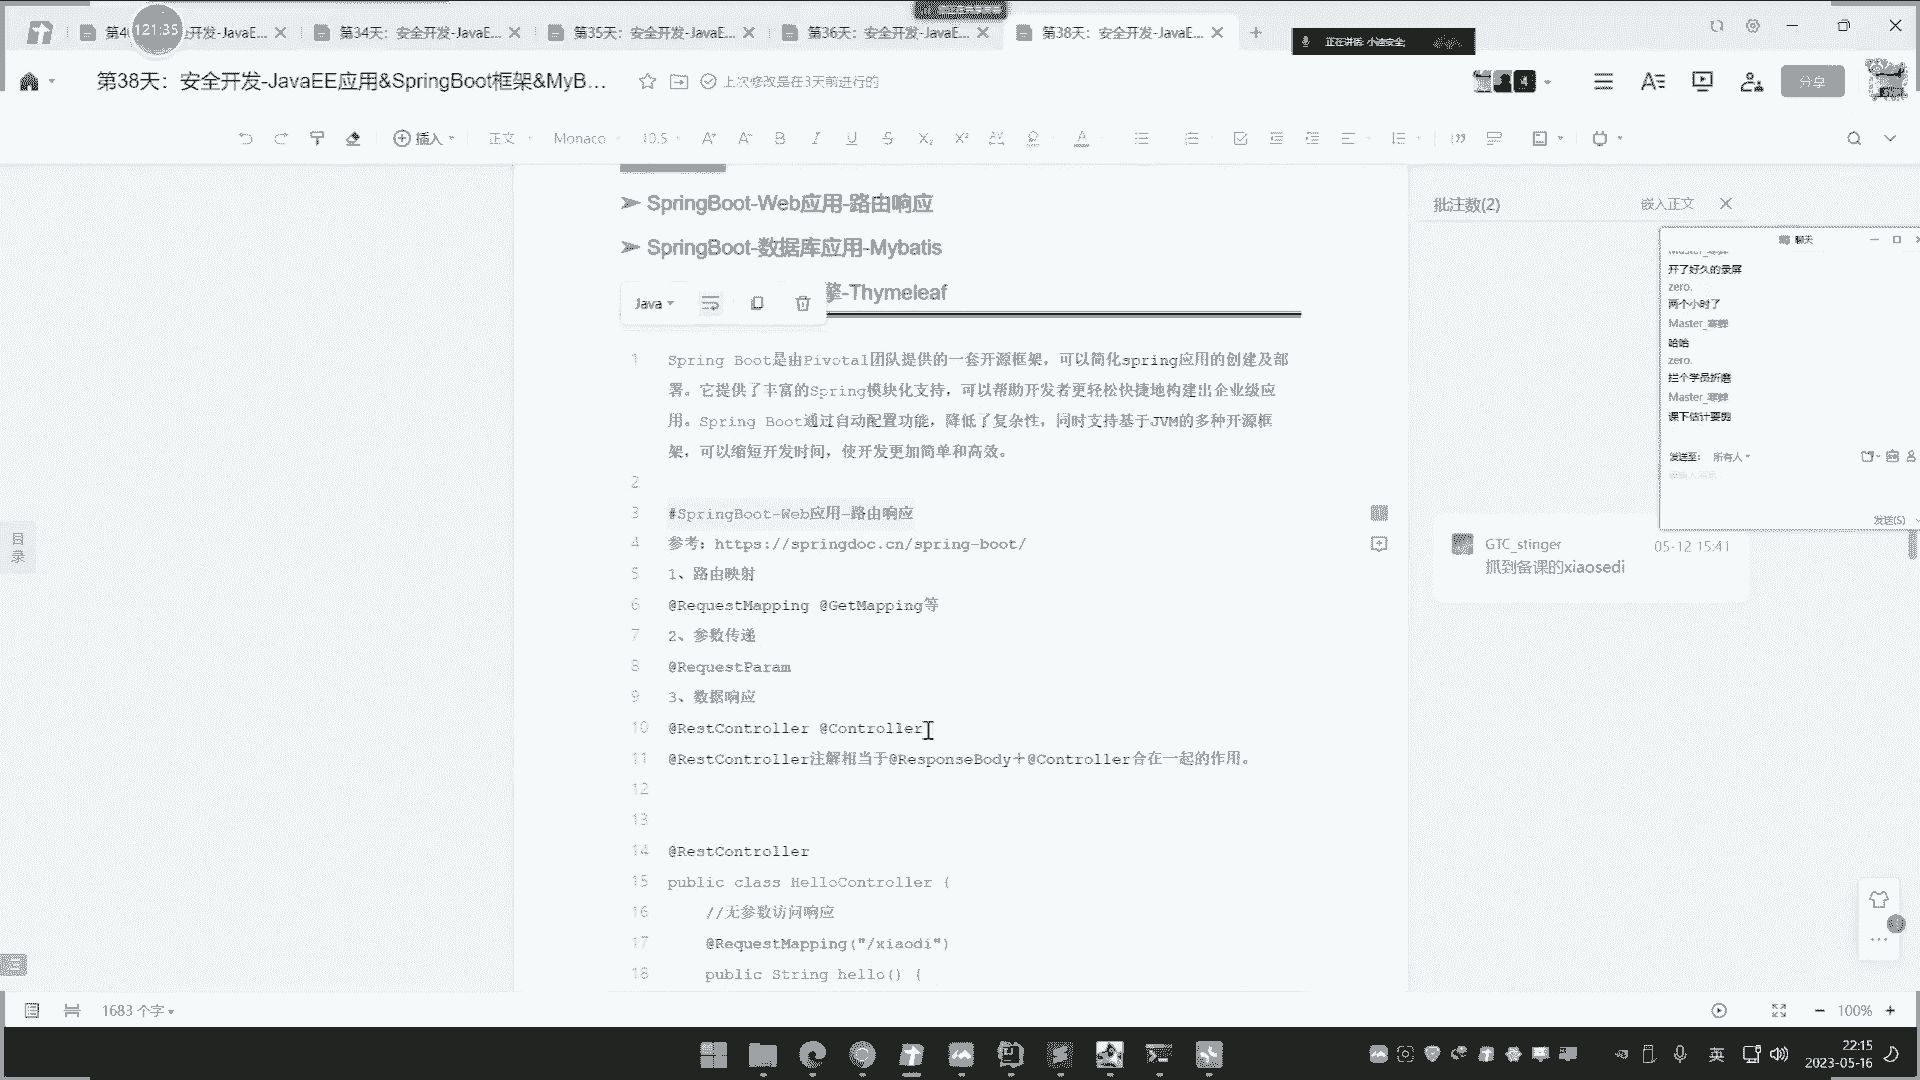 第4
121:35
开发-JavaE...
第34天：安全开发-JavaE...
第35天：安全开发-JavaE...
第36天：安全开发-JavaE...
第38天：安全开发-JavaE...
正在讲话: 小迪安全;
第38天：安全开发-JavaEE应用&SpringBoot框架&MyB...
上次修改是在3天前进行的
分享
插入
正文
Monaco
10.5
➢ SpringBoot-Web应用-路由响应
➢ SpringBoot-数据库应用-Mybatis
擎-Thymeleaf
Java
1 Spring Boot是由Pivotal团队提供的一套开源框架，可以简化spring应用的创建及部
署。它提供了丰富的Spring模块化支持，可以帮助开发者更轻松快捷地构建出企业级应
用。Spring Boot通过自动配置功能，降低了复杂性，同时支持基于JVM的多种开源框
架，可以缩短开发时间，使开发更加简单和高效。
2
3 #SpringBoot-Web应用-路由响应
4 参考：https://springdoc.cn/spring-boot/
5 1、路由映射
6 @RequestMapping @GetMapping等
7 2、参数传递
8 @RequestParam
9 3、数据响应
10 @RestController @Controller
11 @RestController注解相当于@ResponseBody＋@Controller合在一起的作用。
12
13
14 @RestController
15 public class HelloController {
16 //无参数访问响应
17 @RequestMapping("/xiaodi")
18 public String hello() {
批注数(2)
嵌入正文
聊天
开了好久的录屏
zero.
两个小时了
Master_寒蝉
哈哈
zero.
拦个学员折磨
Master_寒蝉
课下估计要剪
发送至: 所有人
请输入消息
发送(S)
GTC_stinger
05-12 15:41
抓到备课的xiaosedi
目
录
1683 个字
100%
英
22:15
2023-05-16